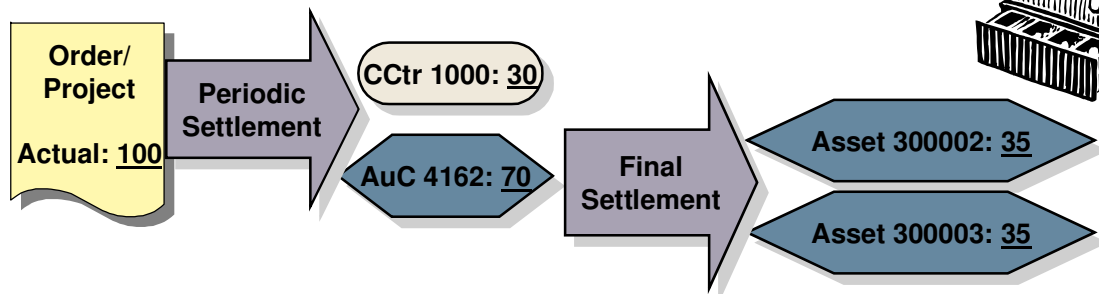 Order/
Project
Actual: 100
Periodic
Settlement
CCtr 1000: 30
AuC 4162: 70
Final
Settlement
Asset 300002: 35
Asset 300003: 35